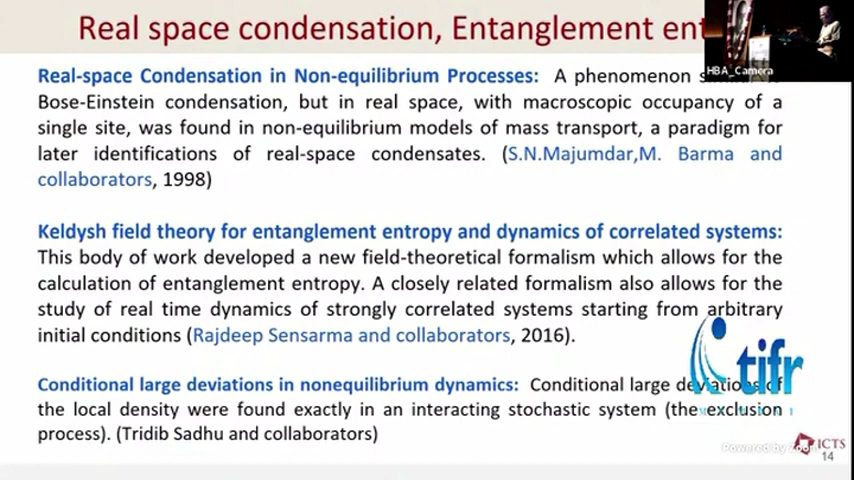 Real space condensation, Entanglement
HBA_Camera
Real-space Condensation in Non-equilibrium Processes: A phenomenon
Bose-Einstein condensation, but in real space, with macroscopic occupancy of a
single site, was found in non-equilibrium models of mass transport, a paradigm for
later identifications of real-space condensates. (S.N.Majumdar,M. Barma and
collaborators, 1998)
Keldysh field theory for entanglement entropy and dynamics of correlated systems:
This body of work developed a new field-theoretical formalism which allows for the
calculation of entanglement entropy. A closely related formalism also allows for the
study of real time dynamics of strongly correlated systems starting from arbitrary
initial conditions (Rajdeep Sensarma and collaborators, 2016).
tifr
Conditional large deviations in nonequilibrium dynamics: Conditional large deviations of
the local density were found exactly in an interacting stochastic system (the exclusion
process). (Tridib Sadhu and collaborators)
Powered by Zoom
ICTS
14